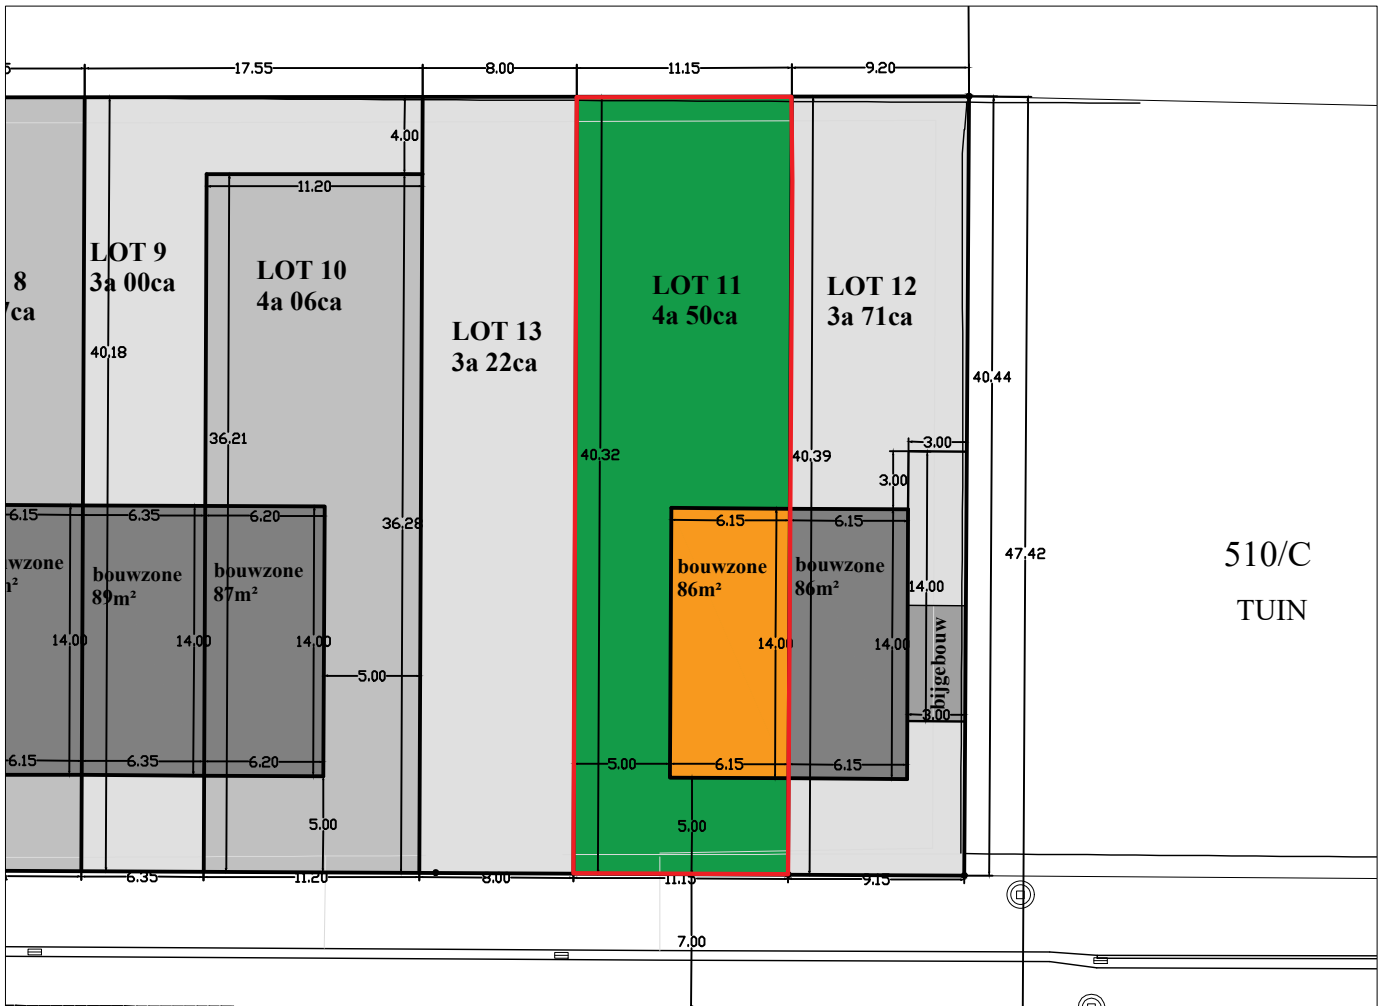 17.55
8.00
11.15
9.20
4.00
11.20
LOT 9
3a 00ca
LOT 10
4a 06ca
8
LOT 13
3a 22ca
LOT 11
4a 50ca
LOT 12
3a 71ca
40.18
36.21
36.28
40.32
40.39
40.44
47.42
3.00
3.00
6.15
6.35
6.20
6.15
6.15
bouwzone
89m²
bouwzone
87m²
bouwzone
86m²
bouwzone
86m²
14.00
14.00
14.00
14.00
14.00
14.00
bijgebouw
3.00
510/C
TUIN
5.00
6.15
6.35
6.20
5.00
6.15
6.15
5.00
5.00
6.35
11.20
8.00
11.15
9.15
7.00